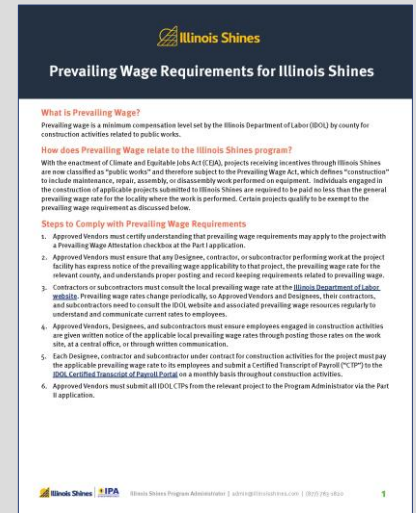 Illinois Shines
Prevailing Wage Requirements for Illinois Shines
What is Prevailing Wage?
Prevailing wage is a minimum compensation level set by the Illinois Department of Labor (IDOL) by county for
construction activities related to public works.
How does Prevailing Wage relate to the Illinois Shines program?
With the enactment of Climate and Equitable Jobs Act (CEJA), projects receiving incentives through Illinois Shines
are now classified as "public works" and therefore subject to the Prevailing Wage Act, which defines "construction"
to include maintenance, repair, assembly, or disassembly work performed on equipment. Individuals engaged in
the construction of applicable projects submitted to Illinois Shines are required to be paid no less than the general
prevailing wage rate for the locality where the work is performed. Certain projects qualify to be exempt to the
prevailing wage requirement as discussed below.
Steps to Comply with Prevailing Wage Requirements
1. Approved Vendors must certify understanding that prevailing wage requirements may apply to the project with
a Prevailing Wage Attestation checkbox at the Part I application.
2. Approved Vendors must ensure that any Designee, contractor, or subcontractor performing work at the project
facility has express notice of the prevailing wage applicability to that project, the prevailing wage rate for the
relevant county, and understands proper posting and record keeping requirements related to prevailing wage.
3. Contractors or subcontractors must consult the local prevailing wage rate at the Illinois Department of Labor
website. Prevailing wage rates change periodically, so Approved Vendors and Designees, their contractors,
and subcontractors need to consult the IDOL website and associated prevailing wage resources regularly to
understand and communicate current rates to employees.
4. Approved Vendors, Designees, and subcontractors must ensure employees engaged in construction activities
are given written notice of the applicable local prevailing wage rates through posting those rates on the work
site, at a central office, or through written communication.
5. Each Designee, contractor and subcontractor under contract for construction activities for the project must pay
the applicable prevailing wage rate to its employees and submit a Certified Transcript of Payroll ("CTP") to the
IDOL Certified Transcript of Payroll Portal on a monthly basis throughout construction activities.
6. Approved Vendors must submit all IDOL CTPs from the relevant project to the Program Administrator via the Part
II application.
Illinois Shines IPA Illinois Shines Program Administrator | admin@illinoisshines.com | (877) 783-1820 1